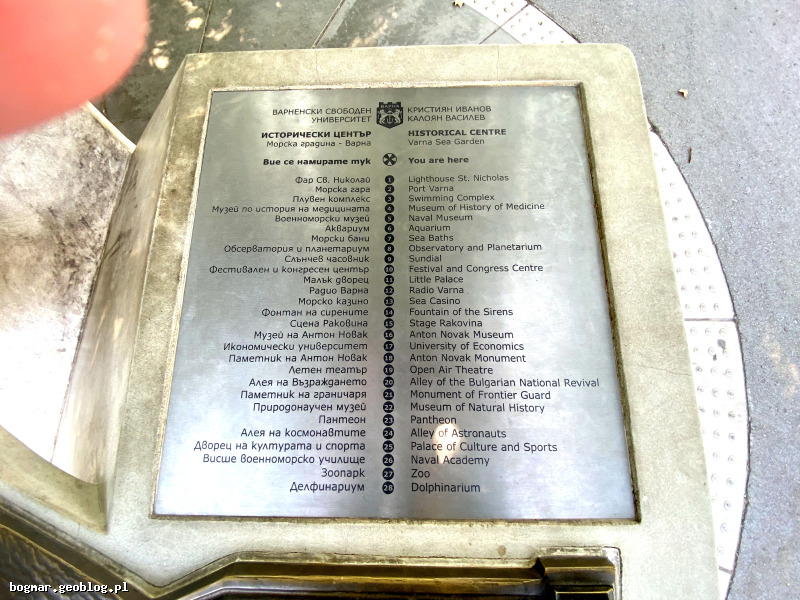 ВАРНЕНСКИ СВОБОДЕН УНИВЕРСИТЕТ
ВАРНА
КРИСТИЯН ИВАНОВ
КАЛОЯН ВАСИЛЕВ
ИСТОРИЧЕСКИ ЦЕНТЪР HISTORICAL CENTRE
Морска градина - Варна Varna Sea Garden
Вие се намирате тук You are here
Фар Св. Николай 1 Lighthouse St. Nicholas
Морска гара 2 Port Varna
Плувен комплекс 3 Swimming Complex
Музей по история на медицината 4 Museum of History of Medicine
Военноморски музей 5 Naval Museum
Аквариум 6 Aquarium
Морски бани 7 Sea Baths
Обсерватория и планетариум 8 Observatory and Planetarium
Слънчев часовник 9 Sundial
Фестивален и конгресен център 10 Festival and Congress Centre
Малък дворец 11 Little Palace
Радио Варна 12 Radio Varna
Морско казино 13 Sea Casino
Фонтан на сирените 14 Fountain of the Sirens
Сцена Раковина 15 Stage Rakovina
Музей на Антон Новак 16 Anton Novak Museum
Икономически университет 17 University of Economics
Паметник на Антон Новак 18 Anton Novak Monument
Летен театър 19 Open Air Theatre
Алея на Възраждането 20 Alley of the Bulgarian National Revival
Паметник на граничаря 21 Monument of Frontier Guard
Природонаучен музей 22 Museum of Natural History
Пантеон 23 Pantheon
Алея на космонавтите 24 Alley of Astronauts
Дворец на културата и спорта 25 Palace of Culture and Sports
Висше военноморско училище 26 Naval Academy
Зоопарк 27 Zoo
Делфинариум 28 Dolphinarium
bogmar.geoblog.pl